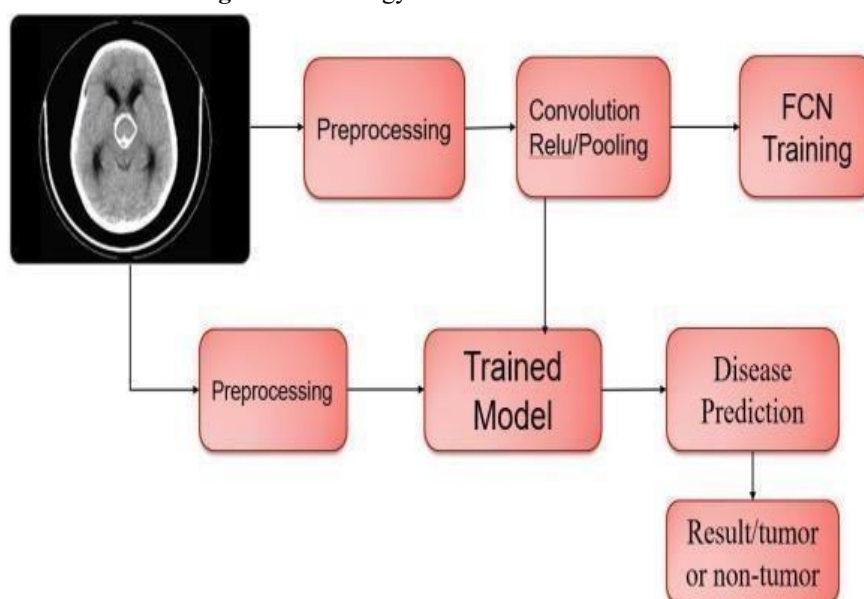 Preprocessing
Convolution
Relu/Pooling
FCN
Training
Preprocessing
Trained
Model
Disease
Prediction
Result/tumor
or non-tumor